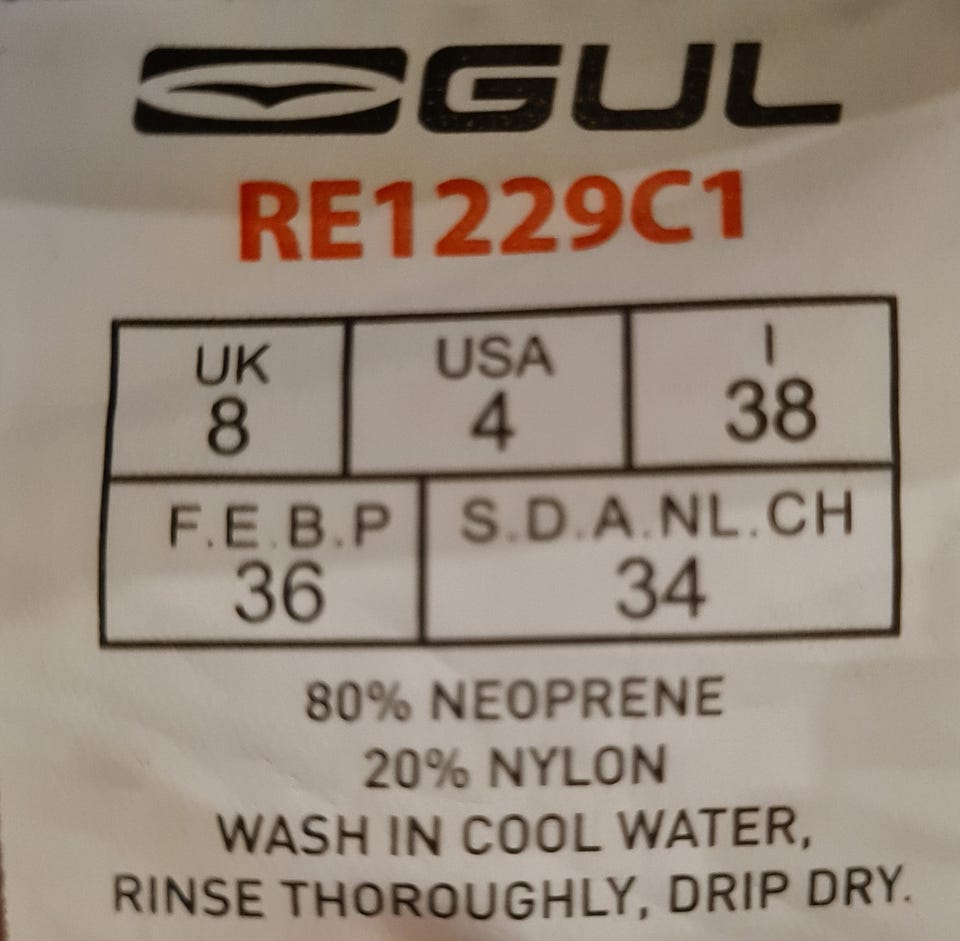 GUL
RE1229C1
UK USA I
8 4 38
F.E.B.P S.D.A.NL.CH
36 34
80% NEOPRENE
20% NYLON
WASH IN COOL WATER,
RINSE THOROUGHLY, DRIP DRY.